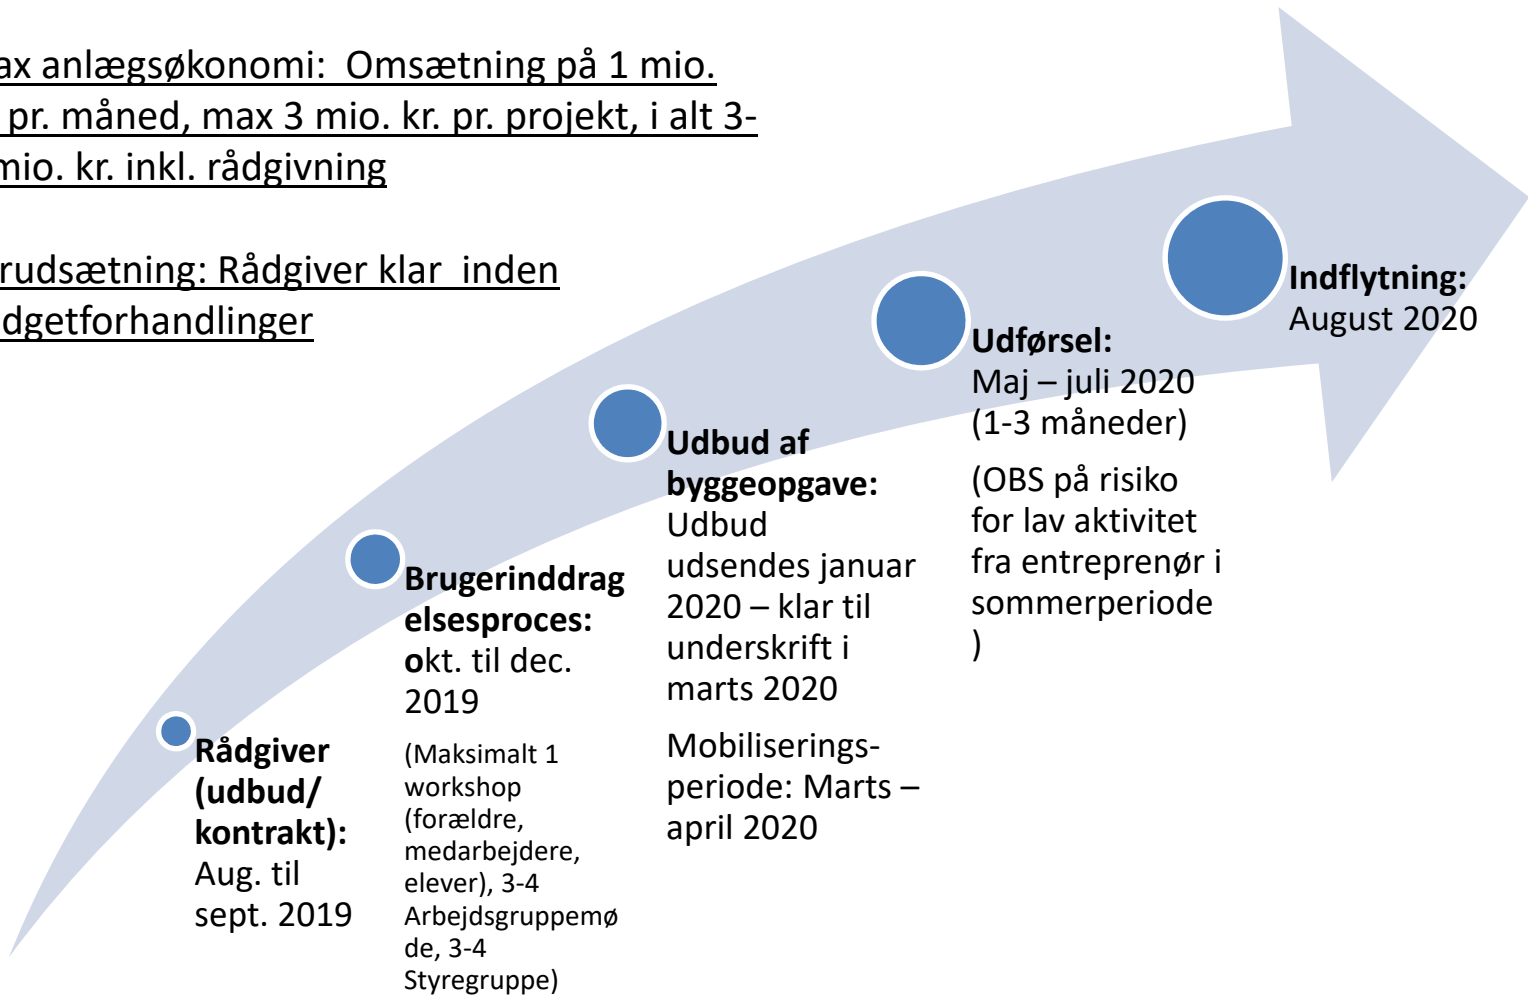 ax anlægsøkonomi:  Omsætning på 1 mio.
pr. måned, max 3 mio. kr. pr. projekt, i alt 3-
mio. kr. inkl. rådgivning
rudsætning: Rådgiver klar  inden
dgetforhandlinger
Rådgiver
(udbud/
kontrakt):
Aug. til
sept. 2019
Brugerinddrag
elsesproces:
okt. til dec.
2019
(Maksimalt 1
workshop
(forældre,
medarbejdere,
elever), 3-4
Arbejdsgruppemø
de, 3-4
Styregruppe)
Udbud af
byggeopgave:
Udbud
udsendes januar
2020 – klar til
underskrift i
marts 2020
Mobiliserings-
periode: Marts –
april 2020
Udførsel:
Maj – juli 2020
(1-3 måneder)
(OBS på risiko
for lav aktivitet
fra entreprenør i
sommerperiode
)
Indflytning:
August 2020